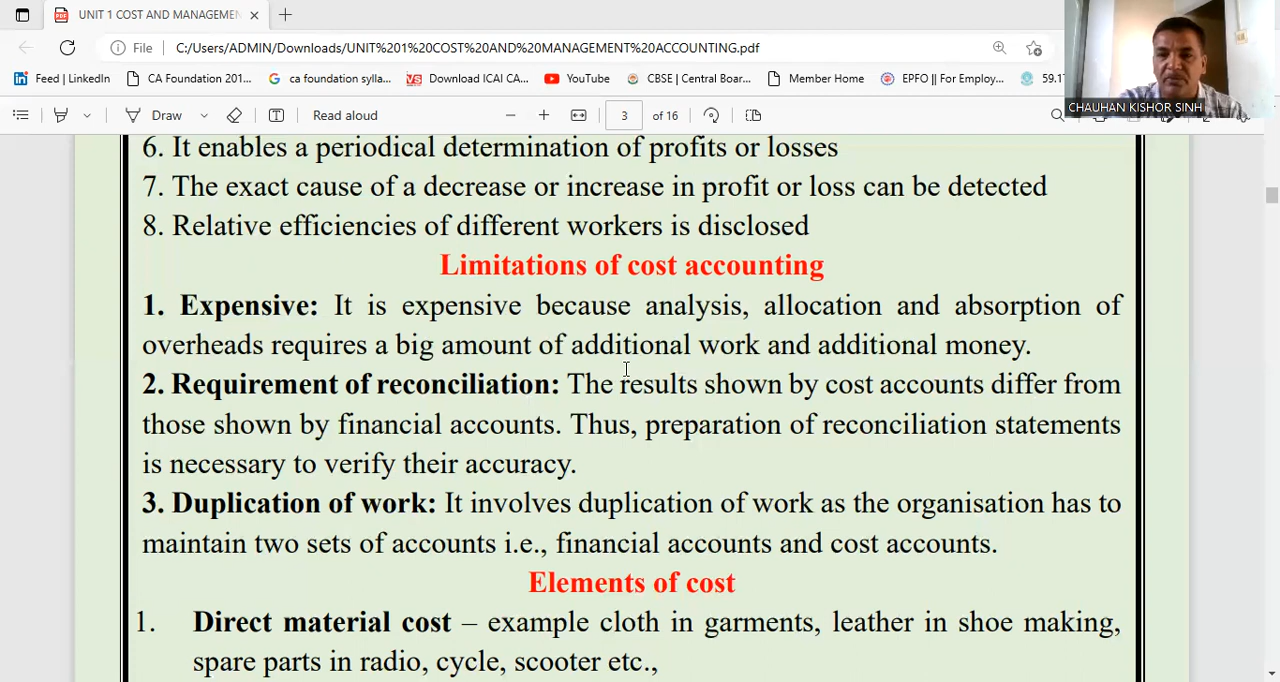 UNIT 1 COST AND MANAGEMEN
File C:/Users/ADMIN/Downloads/UNIT%201%20COST%20AND%20MANAGEMENT%20ACCOUNTING.pdf
Feed | LinkedIn CA Foundation 201... ca foundation sylla... Download ICAI CA... YouTube CBSE | Central Boar... Member Home EPFO || For Employ... 59.1
CHAUHAN KISHOR SINH
Draw Read aloud 3 of 16
6. It enables a periodical determination of profits or losses
7. The exact cause of a decrease or increase in profit or loss can be detected
8. Relative efficiencies of different workers is disclosed
Limitations of cost accounting
1. Expensive: It is expensive because analysis, allocation and absorption of
overheads requires a big amount of additional work and additional money.
2. Requirement of reconciliation: The results shown by cost accounts differ from
those shown by financial accounts. Thus, preparation of reconciliation statements
is necessary to verify their accuracy.
3. Duplication of work: It involves duplication of work as the organisation has to
maintain two sets of accounts i.e., financial accounts and cost accounts.
Elements of cost
1. Direct material cost – example cloth in garments, leather in shoe making,
spare parts in radio, cycle, scooter etc.,